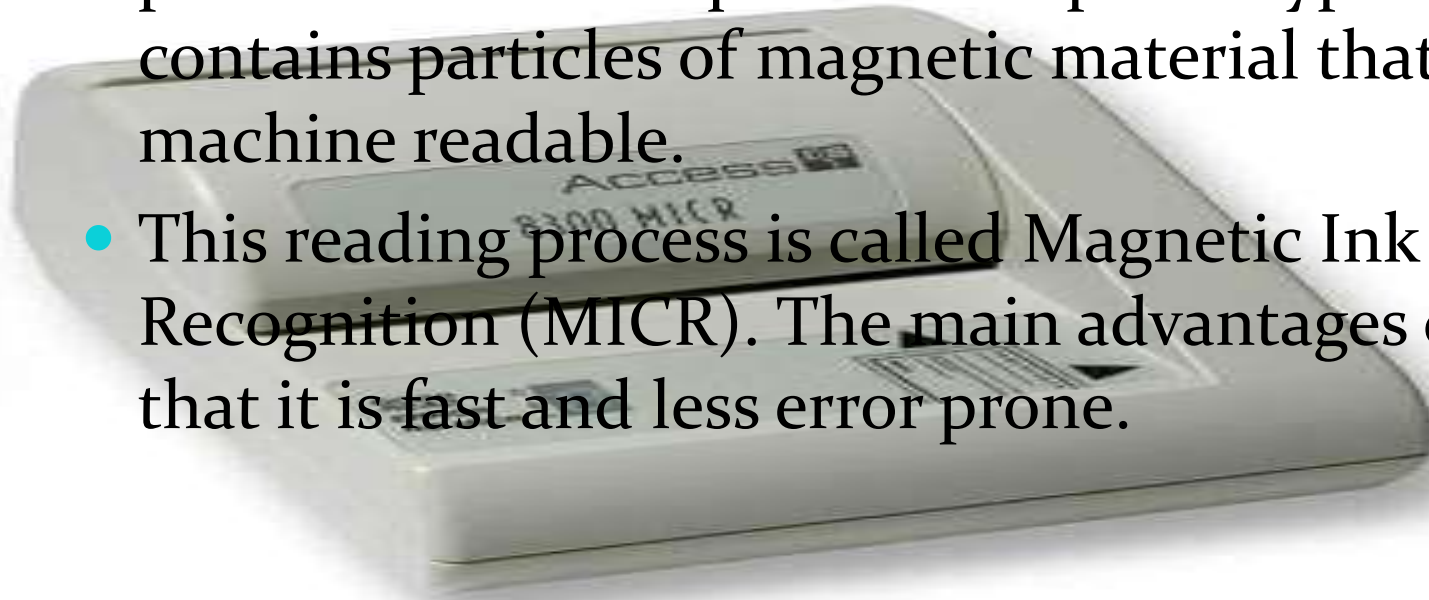 contains particles of magnetic material that
machine readable.
Access IS
8300 MICR
This reading process is called Magnetic Ink
Recognition (MICR). The main advantages
that it is fast and less error prone.